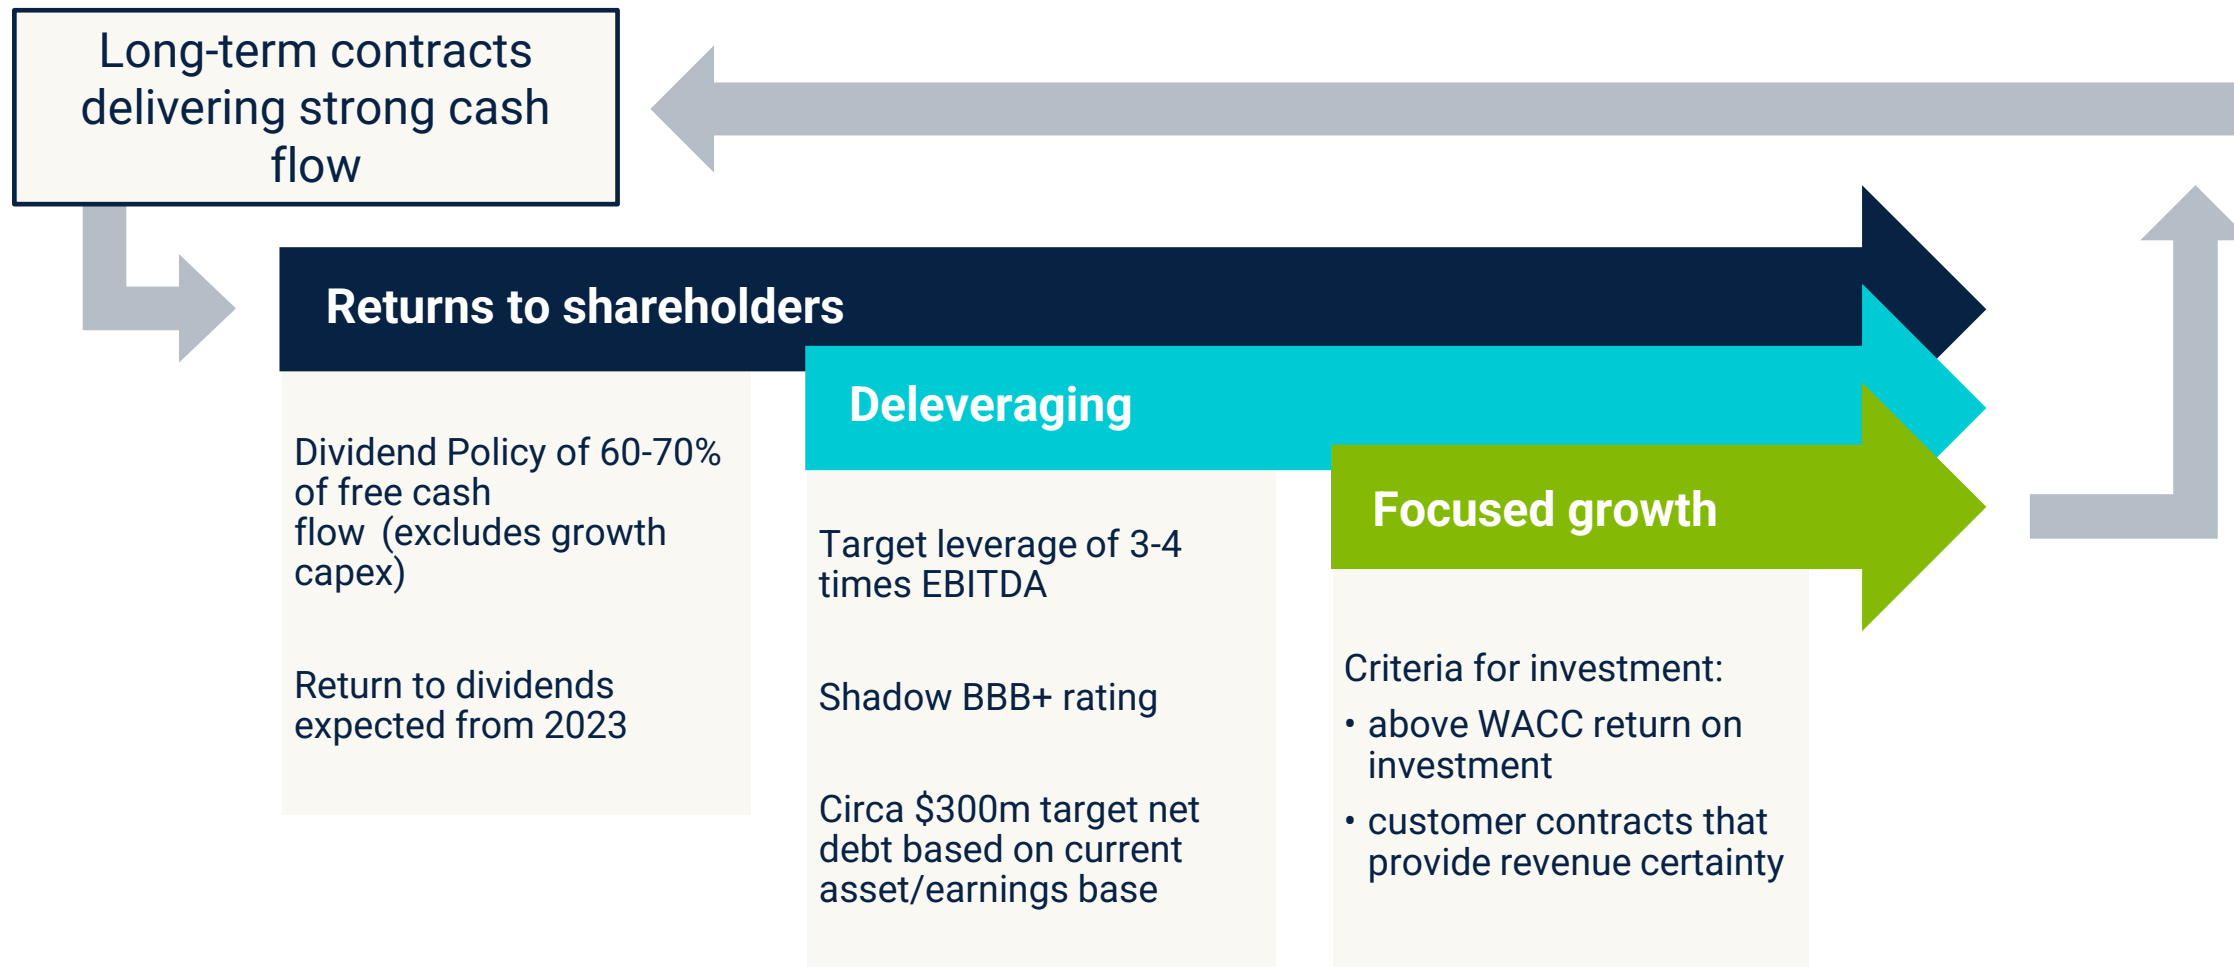 Long-term contracts
delivering strong cash
flow
Returns to shareholders
Dividend Policy of 60-70%
of free cash
flow (excludes growth
capex)
Return to dividends
expected from 2023
Deleveraging
Target leverage of 3-4
times EBITDA
Shadow BBB+ rating
Circa $300m target net
debt based on current
asset/earnings base
Focused growth
Criteria for investment:
• above WACC return on
investment
• customer contracts that
provide revenue certainty